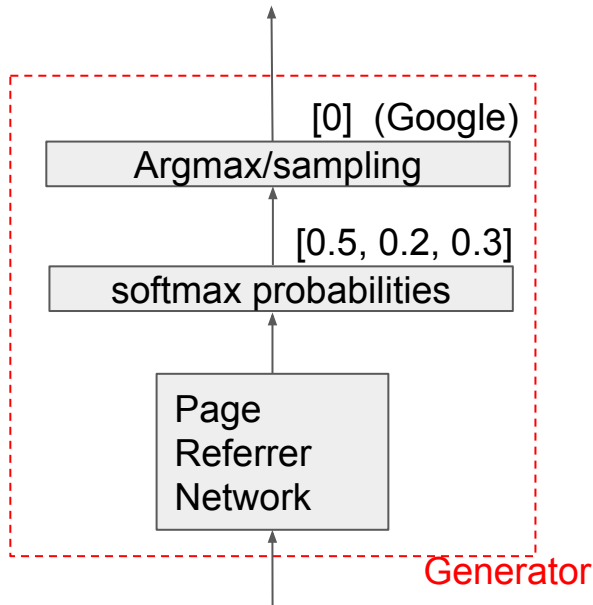 [0] (Google)
Argmax/sampling
[0.5, 0.2, 0.3]
softmax probabilities
Page
Referrer
Network
Generator